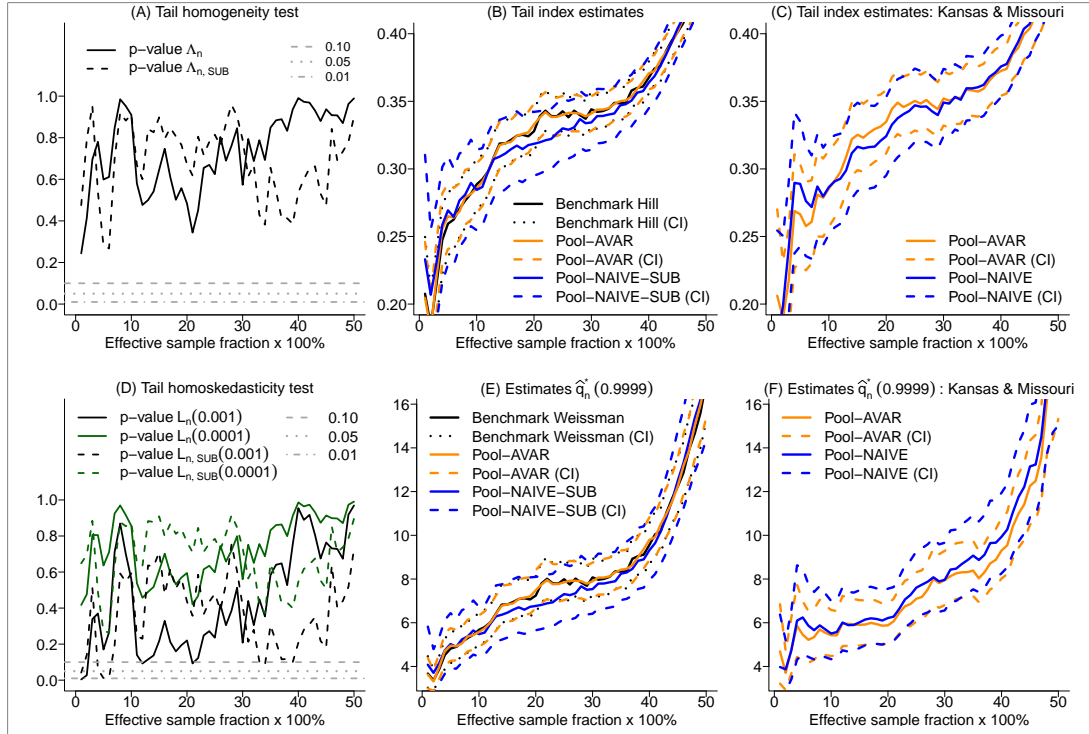 (A) Tail homogeneity test
p−value Λn
p−value Λn, SUB
0.10
0.05
0.01
1.0
0.8
0.6
0.4
0.2
0.0
0 10 20 30 40 50
Effective sample fraction x 100%
(B) Tail index estimates
0.40
0.35
0.30
0.25
0.20
Benchmark Hill
Benchmark Hill (CI)
Pool−AVAR
Pool−AVAR (CI)
Pool−NAIVE−SUB
Pool−NAIVE−SUB (CI)
0 10 20 30 40 50
Effective sample fraction x 100%
(C) Tail index estimates: Kansas & Missouri
0.40
0.35
0.30
0.25
0.20
Pool−AVAR
Pool−AVAR (CI)
Pool−NAIVE
Pool−NAIVE (CI)
0 10 20 30 40 50
Effective sample fraction x 100%
(D) Tail homoskedasticity test
p−value Ln(0.001)
p−value Ln(0.0001)
p−value Ln, SUB(0.001)
p−value Ln, SUB(0.0001)
0.10
0.05
0.01
1.0
0.8
0.6
0.4
0.2
0.0
0 10 20 30 40 50
Effective sample fraction x 100%
(E) Estimates q̂*n(0.9999)
16
14
12
10
8
6
4
Benchmark Weissman
Benchmark Weissman (CI)
Pool−AVAR
Pool−AVAR (CI)
Pool−NAIVE−SUB
Pool−NAIVE−SUB (CI)
0 10 20 30 40 50
Effective sample fraction x 100%
(F) Estimates q̂*n(0.9999) : Kansas & Missouri
16
14
12
10
8
6
4
Pool−AVAR
Pool−AVAR (CI)
Pool−NAIVE
Pool−NAIVE (CI)
0 10 20 30 40 50
Effective sample fraction x 100%